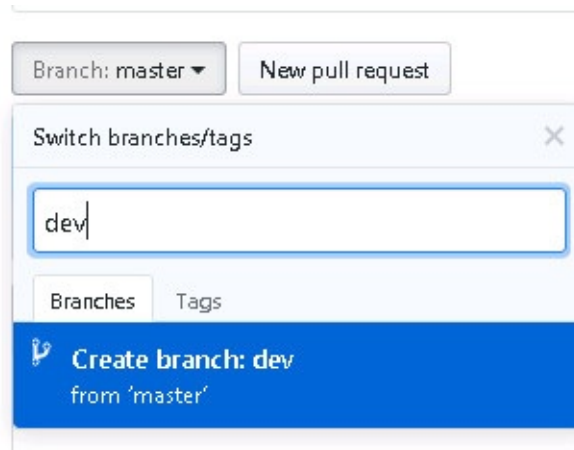 Branch: master New pull request
Switch branches/tags
dev
Branches Tags
Create branch: dev
from 'master'